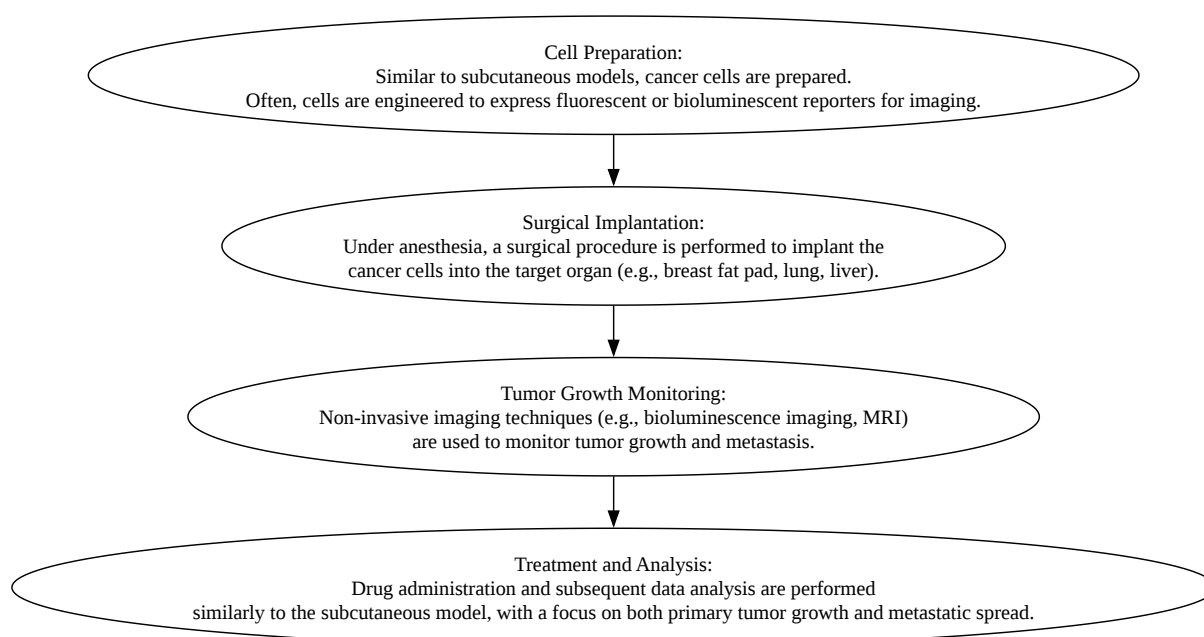 Cell Preparation:
Similar to subcutaneous models, cancer cells are prepared.
Often, cells are engineered to express fluorescent or bioluminescent reporters for imaging.
Surgical Implantation:
Under anesthesia, a surgical procedure is performed to implant the
cancer cells into the target organ (e.g., breast fat pad, lung, liver).
Tumor Growth Monitoring:
Non-invasive imaging techniques (e.g., bioluminescence imaging, MRI)
are used to monitor tumor growth and metastasis.
Treatment and Analysis:
Drug administration and subsequent data analysis are performed
similarly to the subcutaneous model, with a focus on both primary tumor growth and metastatic spread.